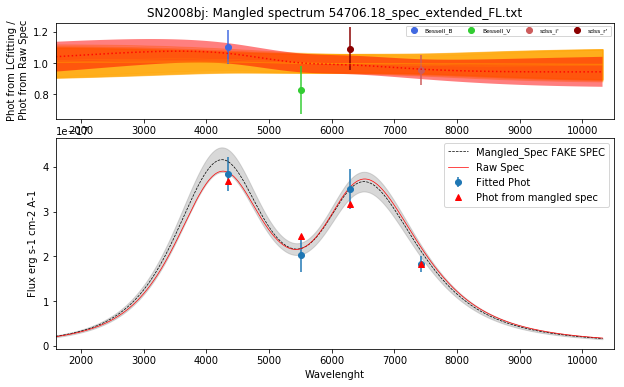 SN2008bj: Mangled spectrum 54706.18_spec_extended_FL.txt
Phot from LCfitting /
Phot from Raw Spec
1.2
1.0
0.8
Bessell_B
Bessell_V
sdss_i'
sdss_r'
2000 3000 4000 5000 6000 7000 8000 9000 10000
1e−17
Flux erg s-1 cm-2 A-1
4
3
2
1
0
Mangled_Spec FAKE SPEC
Raw Spec
Fitted Phot
Phot from mangled spec
2000 3000 4000 5000 6000 7000 8000 9000 10000
Wavelenght